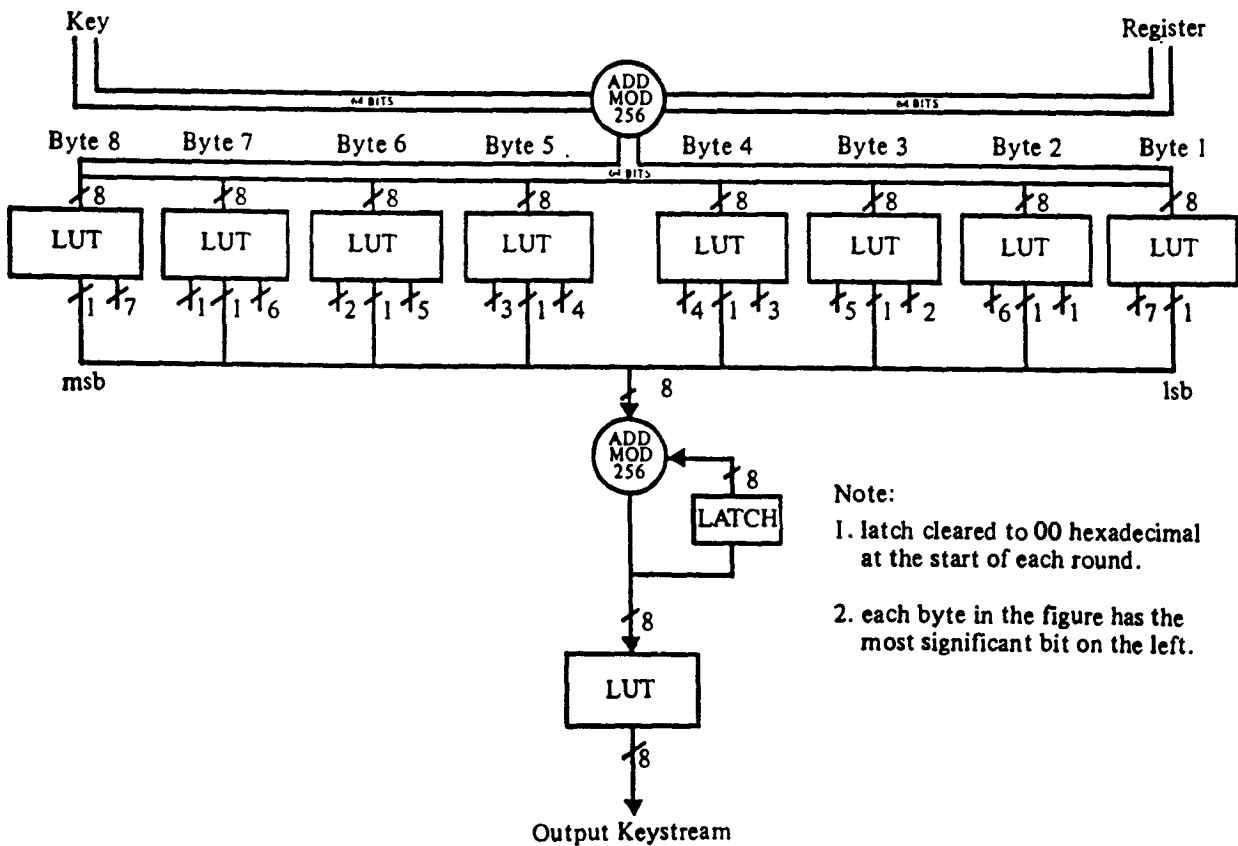 Key Register
ADD
MOD
256
64 BITS 64 BITS
Byte 8 Byte 7 Byte 6 Byte 5 Byte 4 Byte 3 Byte 2 Byte 1
64 BITS
8 8 8 8 8 8 8 8
LUT LUT LUT LUT LUT LUT LUT LUT
1 7 1 1 6 2 1 5 3 1 4 4 1 3 5 1 2 6 1 1 7 1
msb lsb
8
ADD
MOD
256
8
LATCH
Note:
1. latch cleared to 00 hexadecimal
at the start of each round.
2. each byte in the figure has the
most significant bit on the left.
8
LUT
8
Output Keystream